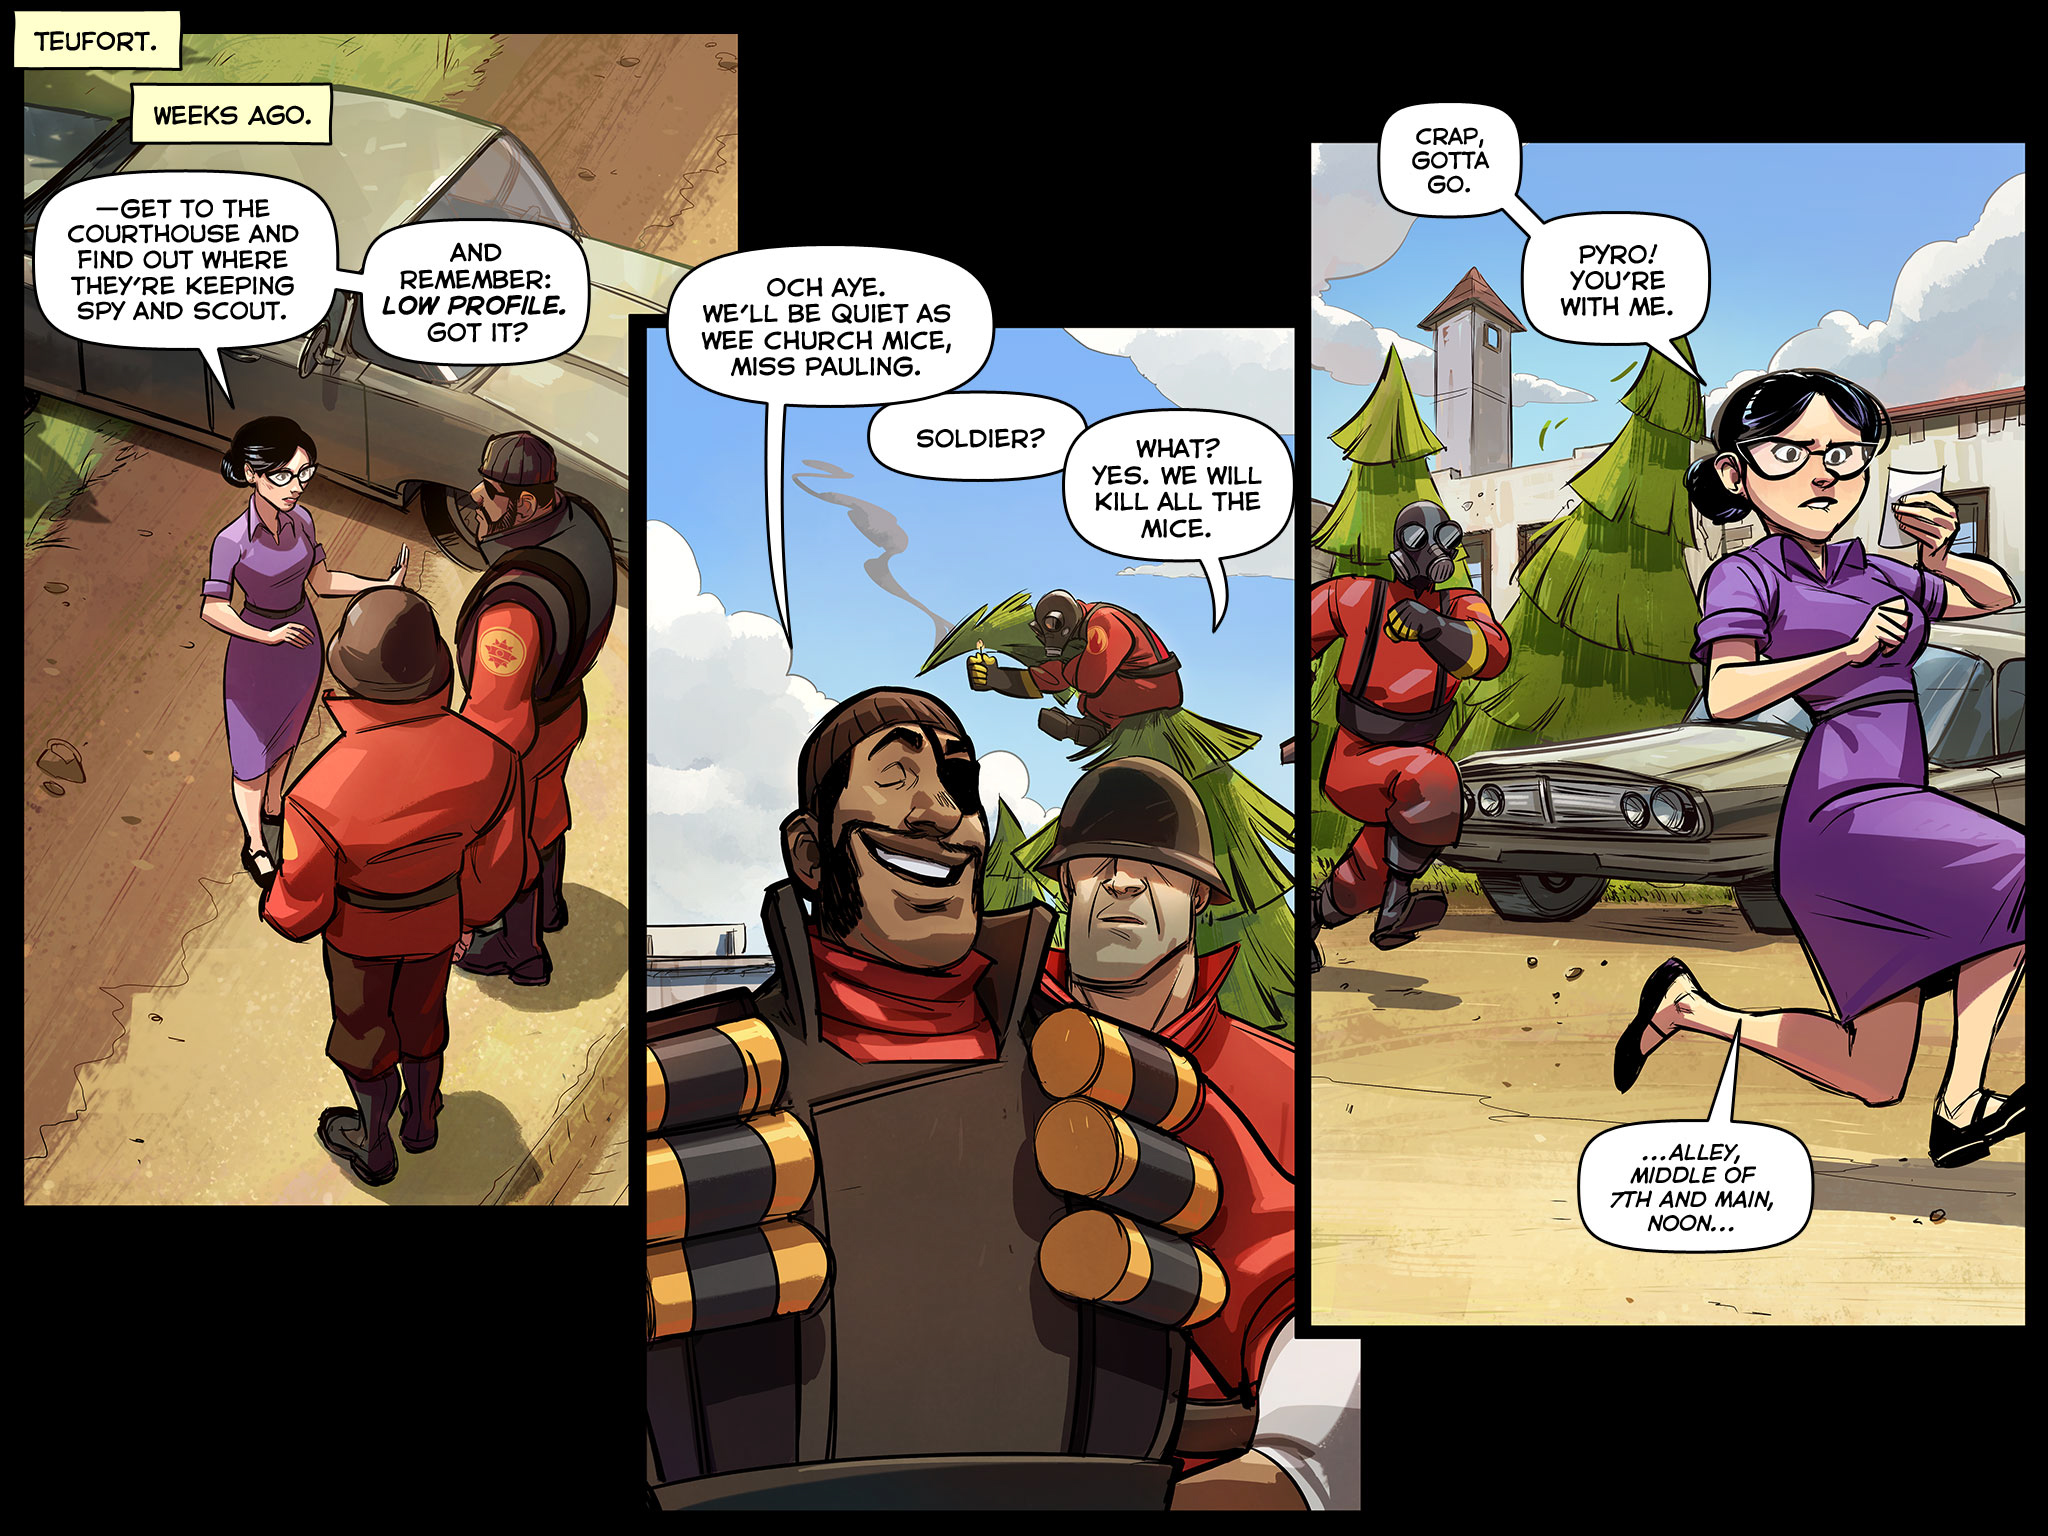 TEUFORT.
WEEKS AGO.
—GET TO THE
COURTHOUSE AND
FIND OUT WHERE
THEY'RE KEEPING
SPY AND SCOUT.
AND
REMEMBER:
LOW PROFILE.
GOT IT?
OCH AYE.
WE'LL BE QUIET AS
WEE CHURCH MICE,
MISS PAULING.
SOLDIER?
WHAT?
YES. WE WILL
KILL ALL THE
MICE.
CRAP,
GOTTA
GO.
PYRO!
YOU'RE
WITH ME.
...ALLEY,
MIDDLE OF
7TH AND MAIN,
NOON...